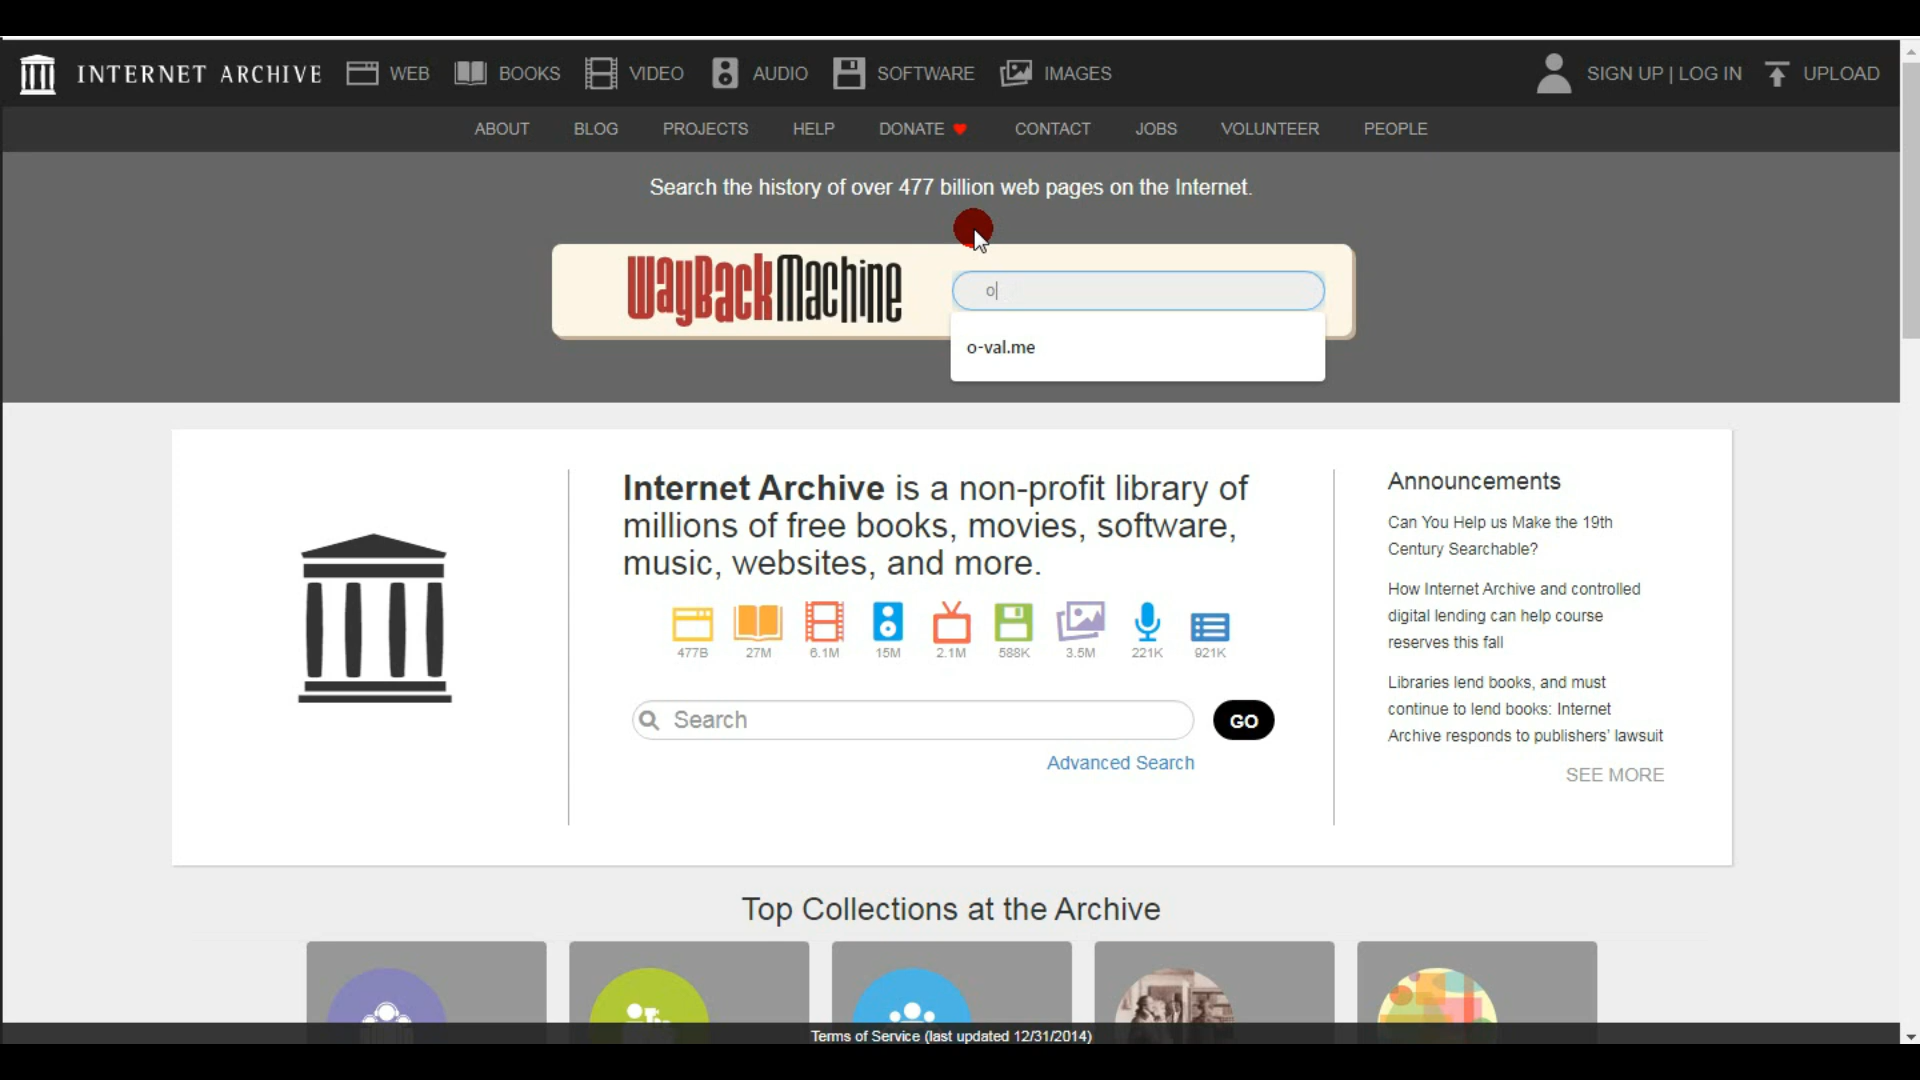 INTERNET ARCHIVE WEB BOOKS VIDEO AUDIO SOFTWARE IMAGES SIGN UP | LOG IN UPLOAD
ABOUT BLOG PROJECTS HELP DONATE CONTACT JOBS VOLUNTEER PEOPLE
Search the history of over 477 billion web pages on the Internet.
WayBackMachine
o
o-val.me
Internet Archive is a non-profit library of
millions of free books, movies, software,
music, websites, and more.
477B 27M 6.1M 15M 2.1M 588K 3.5M 221K 921K
Search GO
Advanced Search
Announcements
Can You Help us Make the 19th
Century Searchable?
How Internet Archive and controlled
digital lending can help course
reserves this fall
Libraries lend books, and must
continue to lend books: Internet
Archive responds to publishers' lawsuit
SEE MORE
Top Collections at the Archive
Terms of Service (last updated 12/31/2014)